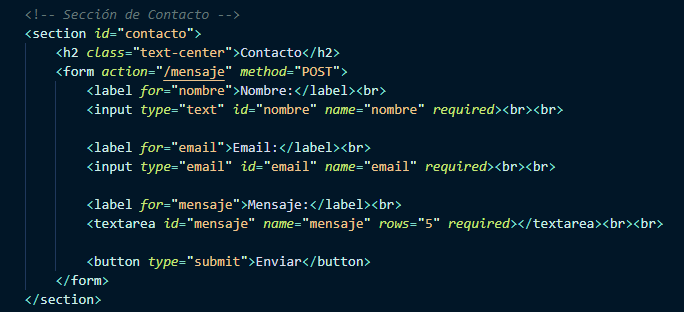 <!-- Sección de Contacto -->
<section id="contacto">
<h2 class="text-center">Contacto</h2>
<form action="/mensaje" method="POST">
<label for="nombre">Nombre:</label><br>
<input type="text" id="nombre" name="nombre" required><br><br>
<label for="email">Email:</label><br>
<input type="email" id="email" name="email" required><br><br>
<label for="mensaje">Mensaje:</label><br>
<textarea id="mensaje" name="mensaje" rows="5" required></textarea><br><br>
<button type="submit">Enviar</button>
</form>
</section>